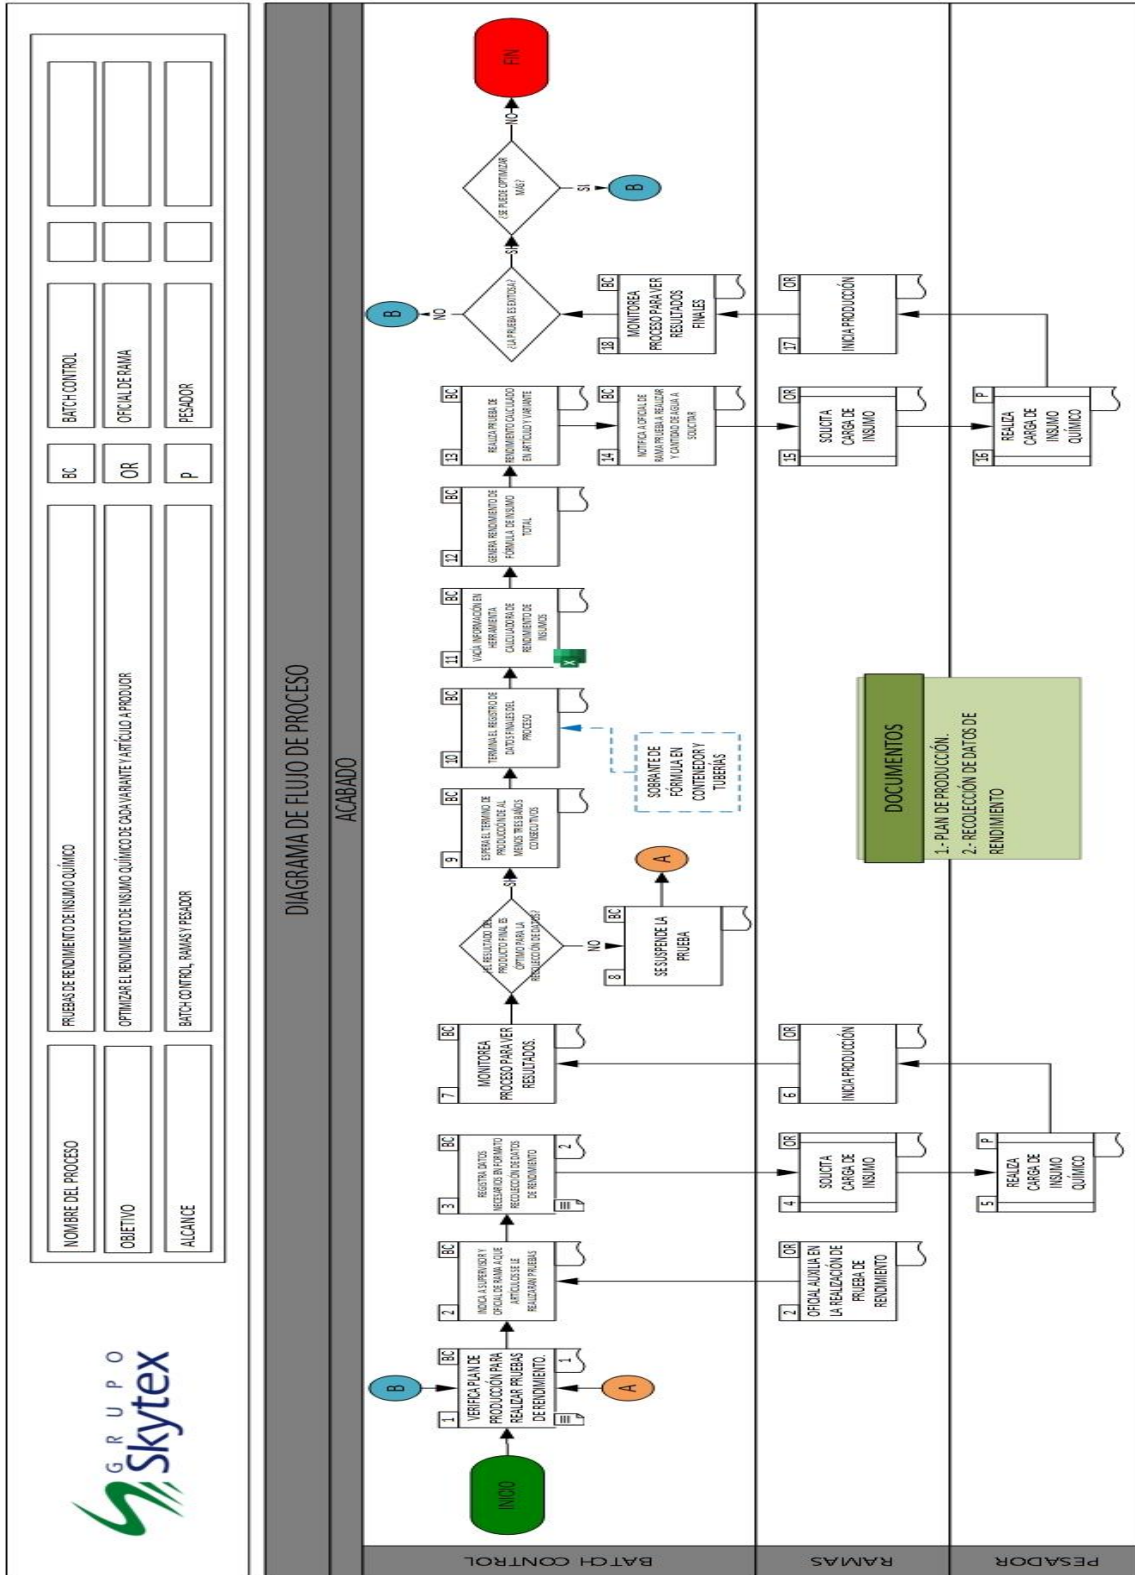 GRUPO
Skytex
NOMBRE DEL PROCESO
PRUEBAS DE RENDIMIENTO DE INSUMO QUÍMICO
BC
BATCH CONTROL
OBJETIVO
OPTIMIZAR EL RENDIMIENTO DE INSUMO QUÍMICO DE CADA VARIANTE Y ARTÍCULO A PRODUCIR
OR
OFICIAL DE RAMA
ALCANCE
BATCH CONTROL, RAMAS Y PESADOR
P
PESADOR
DIAGRAMA DE FLUJO DE PROCESO
ACABADO
BATCH CONTROL
RAMAS
PESADOR
INICIO
B
A
1
BC
VERIFICA PLAN DE
PRODUCCIÓN PARA
REALIZAR PRUEBAS
DE RENDIMIENTO.
1
2
BC
INDICA A SUPERVISOR Y
OFICIAL DE RAMA A QUE
ARTÍCULOS SE LE
REALIZARAN PRUEBAS
2
OR
OFICIAL AUXILIA EN
LA REALIZACIÓN DE
PRUEBA DE
RENDIMIENTO
3
BC
REGISTRA DATOS
NECESARIOS EN FORMATO
RECOLECCIÓN DE DATOS
DE RENDIMIENTO
2
4
OR
SOLICITA
CARGA DE
INSUMO
5
P
REALIZA
CARGA DE
INSUMO
QUÍMICO
6
OR
INICIA PRODUCCIÓN
7
BC
MONITOREA
PROCESO PARA VER
RESULTADOS.
¿EL RESULTADO DEL
PRODUCTO FINAL ES
ÓPTIMO PARA LA
RECOLECCIÓN DE DATOS?
SI
NO
8
BC
SE SUSPENDE LA
PRUEBA
A
9
BC
ESPERA EL TERMINO DE
PRODUCCIÓN DE AL
MENOS TRES BAÑOS
CONSECUTIVOS
10
BC
TERMINA EL REGISTRO DE
DATOS FINALES DEL
PROCESO
SOBRANTE DE
FÓRMULA EN
CONTENEDOR Y
TUBERÍAS
11
BC
VACIA INFORMACIÓN EN
HERRAMIENTA
CALCULADORA DE
RENDIMIENTO DE
INSUMOS
X
12
BC
GENERA RENDIMIENTO DE
FÓRMULA DE INSUMO
TOTAL
13
BC
REALIZA PRUEBA DE
RENDIMIENTO CALCULADO
EN ARTÍCULO Y VARIANTE
14
BC
NOTIFICA A OFICIAL DE
RAMA PRUEBA A REALIZAR
Y CANTIDAD DE AGUA A
SOLICITAR
15
OR
SOLICITA
CARGA DE
INSUMO
16
P
REALIZA
CARGA DE
INSUMO
QUÍMICO
17
OR
INICIA PRODUCCIÓN
18
BC
MONITOREA
PROCESO PARA VER
RESULTADOS
FINALES
¿LA PRUEBA ES EXITOSA?
NO
B
SI
¿SE PUEDE OPTIMIZAR
MÁS?
SI
B
NO
FIN
DOCUMENTOS
1.- PLAN DE PRODUCCIÓN.
2.- RECOLECCIÓN DE DATOS DE
RENDIMIENTO